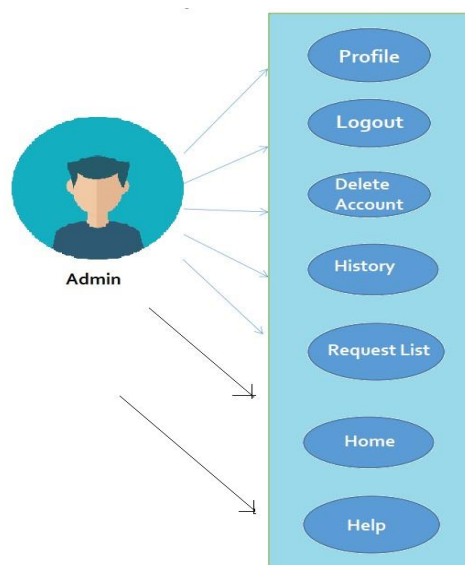 Profile
Logout
Delete
Account
Admin
History
Request List
Home
Help